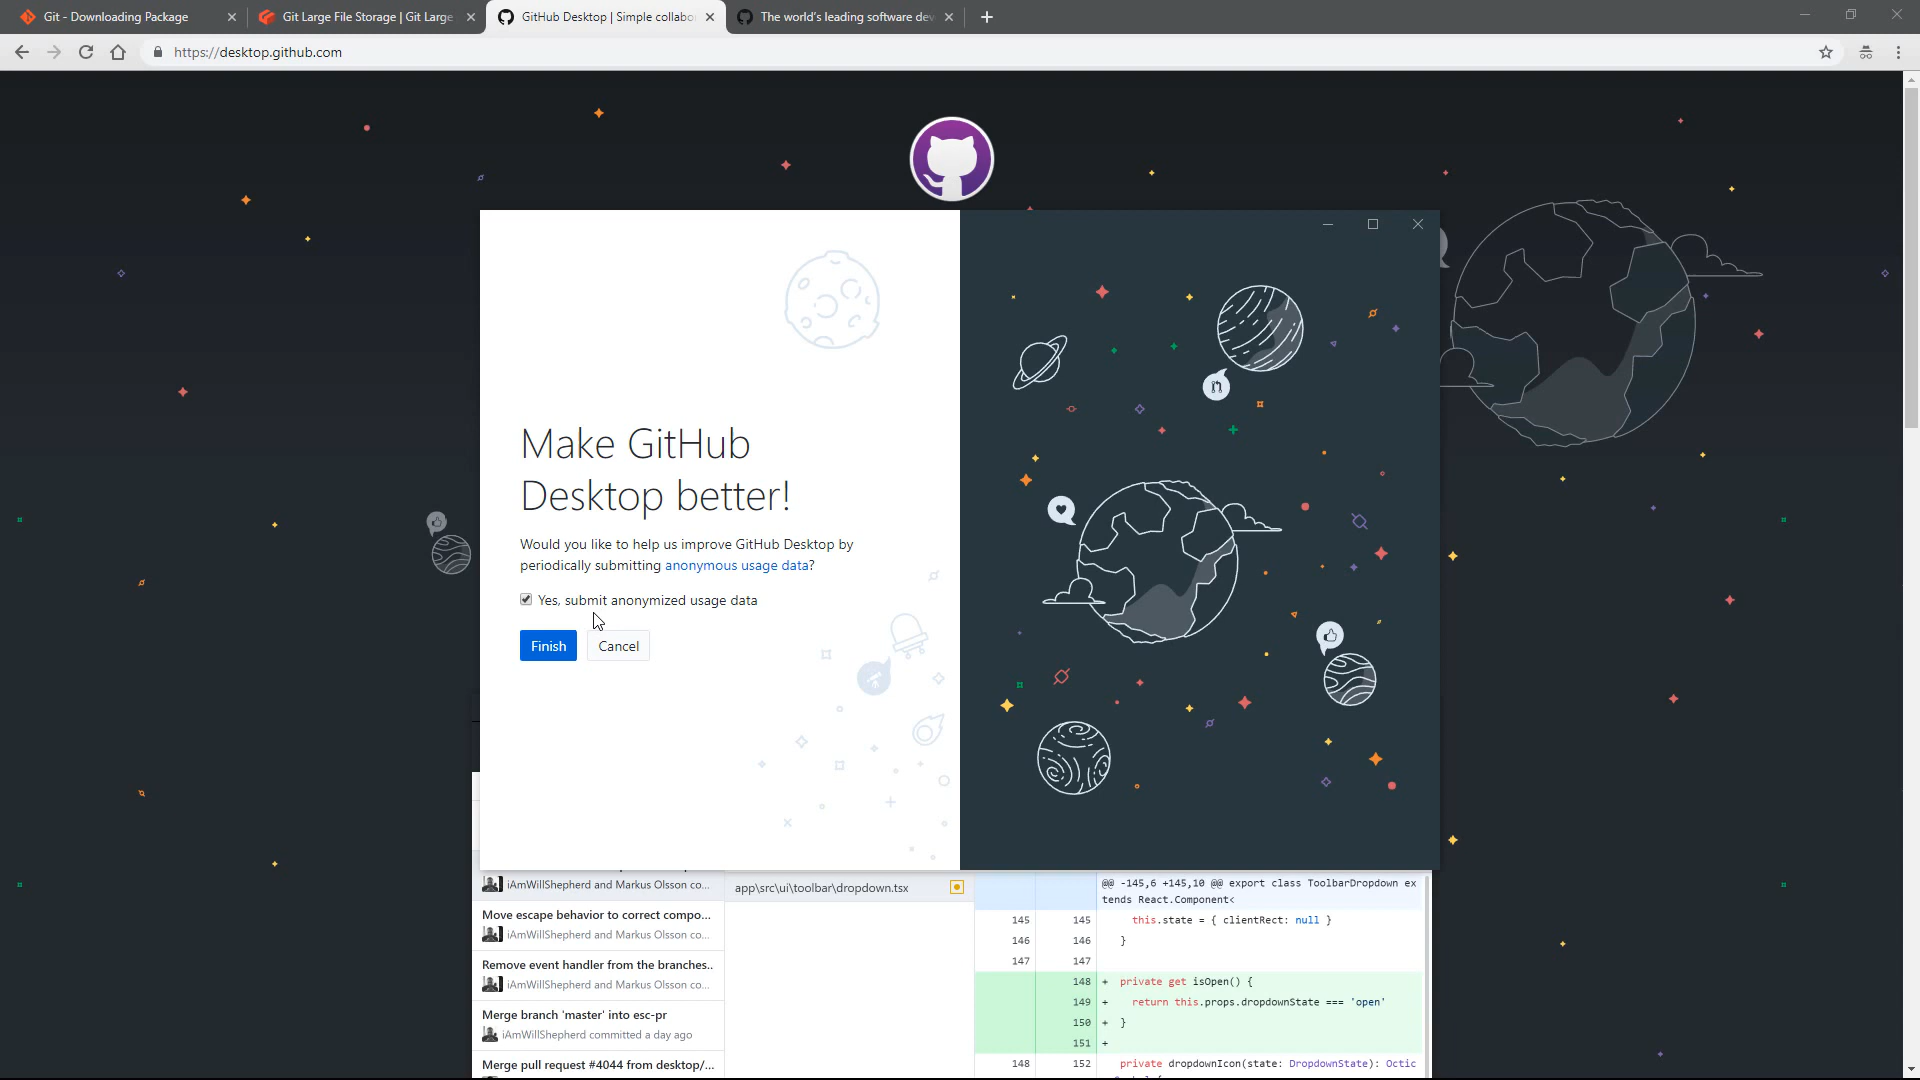 Git - Downloading Package
Git Large File Storage | Git Large
GitHub Desktop | Simple collabo
The world's leading software dev
https://desktop.github.com
Make GitHub
Desktop better!
Would you like to help us improve GitHub Desktop by
periodically submitting anonymous usage data?
Yes, submit anonymized usage data
Finish
Cancel
iAmWillShepherd and Markus Olsson co...
Move escape behavior to correct compo...
iAmWillShepherd and Markus Olsson co...
Remove event handler from the branches..
iAmWillShepherd and Markus Olsson co...
Merge branch 'master' into esc-pr
iAmWillShepherd committed a day ago
Merge pull request #4044 from desktop/...
app\src\ui\toolbar\dropdown.tsx
@@ -145,6 +145,10 @@ export class ToolbarDropdown ex
tends React.Component<
145 145 this.state = { clientRect: null }
146 146 }
147 147
148 + private get isOpen() {
149 + return this.props.dropdownState === 'open'
150 + }
151 +
148 152 private dropdownIcon(state: DropdownState): Octic